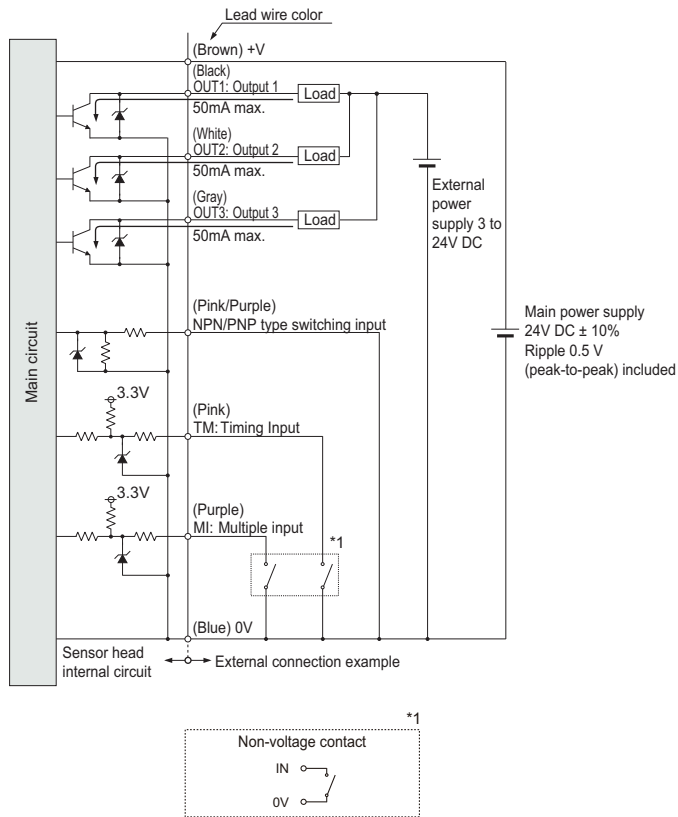 Lead wire color
(Brown) +V
(Black)
OUT1: Output 1
Load
50mA max.
(White)
OUT2: Output 2
Load
50mA max.
(Gray)
OUT3: Output 3
Load
50mA max.
External
power
supply 3 to
24V DC
Main power supply
24V DC ± 10%
Ripple 0.5 V
(peak-to-peak) included
Main circuit
(Pink/Purple)
NPN/PNP type switching input
3.3V
(Pink)
TM: Timing Input
3.3V
(Purple)
MI: Multiple input
*1
(Blue) 0V
Sensor head
internal circuit
External connection example
*1
Non-voltage contact
IN
0V